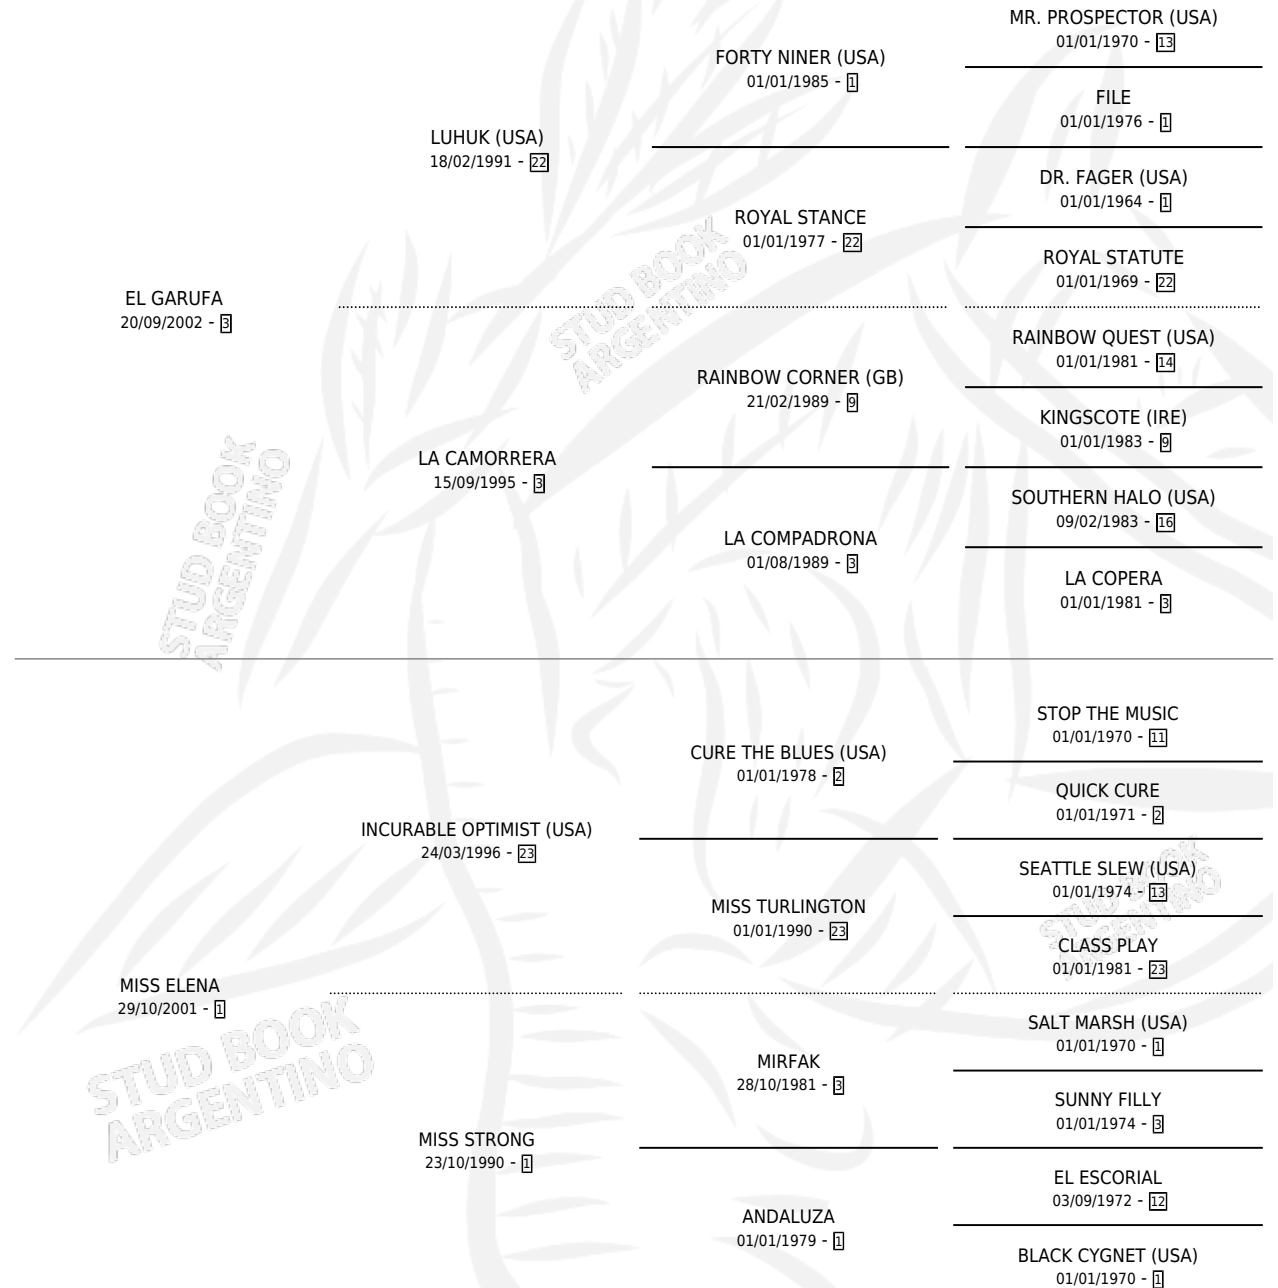 MR. PROSPECTOR (USA)
01/01/1970 - 13
FORTY NINER (USA)
01/01/1985 - 1
FILE
01/01/1976 - 1
LUHUK (USA)
18/02/1991 - 22
DR. FAGER (USA)
01/01/1964 - 1
ROYAL STANCE
01/01/1977 - 22
ROYAL STATUTE
01/01/1969 - 22
EL GARUFA
20/09/2002 - 3
RAINBOW QUEST (USA)
01/01/1981 - 14
RAINBOW CORNER (GB)
21/02/1989 - 9
KINGSCOTE (IRE)
01/01/1983 - 9
LA CAMORRERA
15/09/1995 - 3
SOUTHERN HALO (USA)
09/02/1983 - 16
LA COMPADRONA
01/08/1989 - 3
LA COPERA
01/01/1981 - 3
STUD BOOK
ARGENTINO
STUD BOOK
ARGENTINO
STOP THE MUSIC
01/01/1970 - 11
CURE THE BLUES (USA)
01/01/1978 - 2
QUICK CURE
01/01/1971 - 2
INCURABLE OPTIMIST (USA)
24/03/1996 - 23
SEATTLE SLEW (USA)
01/01/1974 - 13
MISS TURLINGTON
01/01/1990 - 23
CLASS PLAY
01/01/1981 - 23
MISS ELENA
29/10/2001 - 1
SALT MARSH (USA)
01/01/1970 - 1
MIRFAK
28/10/1981 - 3
SUNNY FILLY
01/01/1974 - 3
MISS STRONG
23/10/1990 - 1
EL ESCORIAL
03/09/1972 - 12
ANDALUZA
01/01/1979 - 1
BLACK CYGNET (USA)
01/01/1970 - 1
STUD BOOK
ARGENTINO
STUD BOOK
ARGENTINO